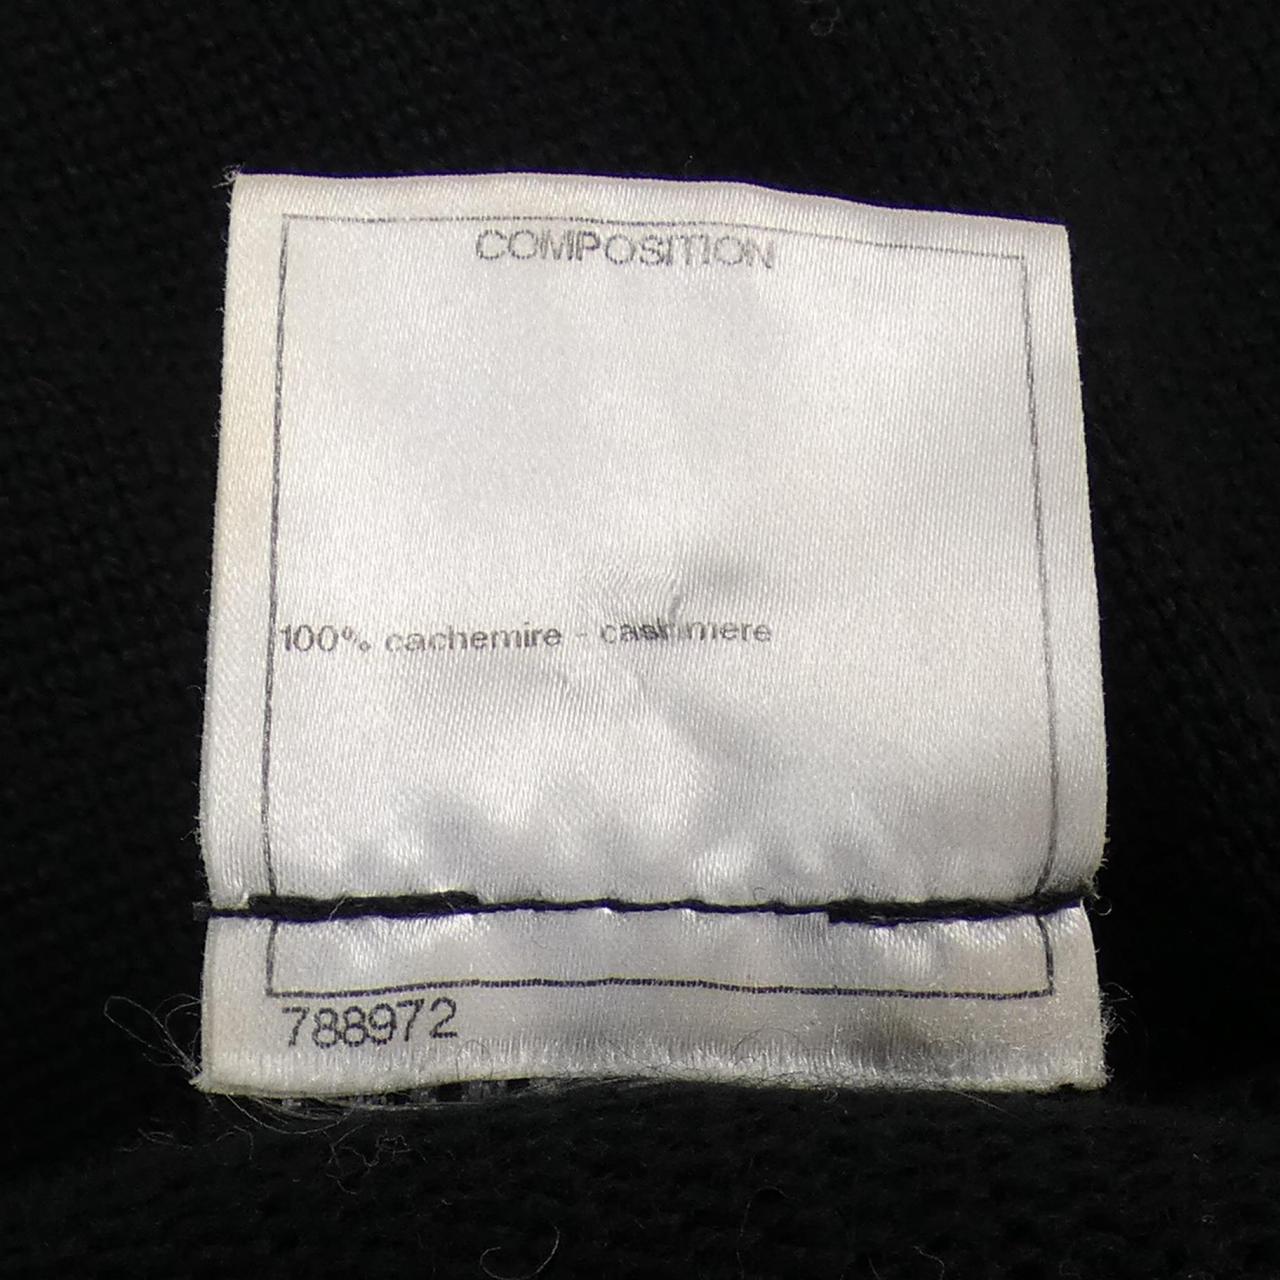 COMPOSITION
100% cachemire - cashmere
788972